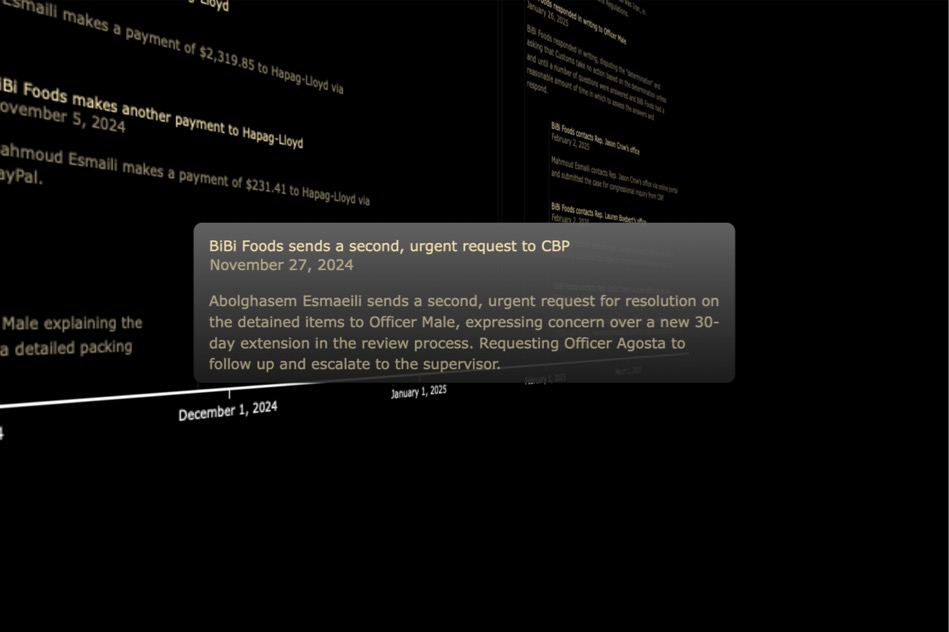 -Lloyd
Esmaili makes a payment of $2,319.85 to Hapag-Lloyd via
BiBi Foods makes another payment to Hapag-Lloyd
November 5, 2024
Mahmoud Esmaili makes a payment of $231.41 to Hapag-Lloyd via
PayPal.
Male explaining the
a detailed packing
responded in writing to Officer Male
January 26, 2025
BiBi Foods responded in writing, disputing the "determination" and
asking that Customs take no action based on the determination unless
and until a number of questions were answered and BiBi Foods had a
reasonable amount of time in which to assess the answers and
respond.
BiBi Foods contacts Rep. Jason Crow's office
February 2, 2025
Mahmoud Esmaili contacts Rep. Jason Crow's office via online portal
and submitted the case for congressional inquiry from CBP
BiBi Foods contacts Rep. Lauren Boebert's office
February 2, 2025
BiBi Foods sends a second, urgent request to CBP
November 27, 2024
Abolghasem Esmaeili sends a second, urgent request for resolution on
the detained items to Officer Male, expressing concern over a new 30-
day extension in the review process. Requesting Officer Agosta to
follow up and escalate to the supervisor.
4
December 1, 2024
January 1, 2025
February 1, 2025
March 1, 2025